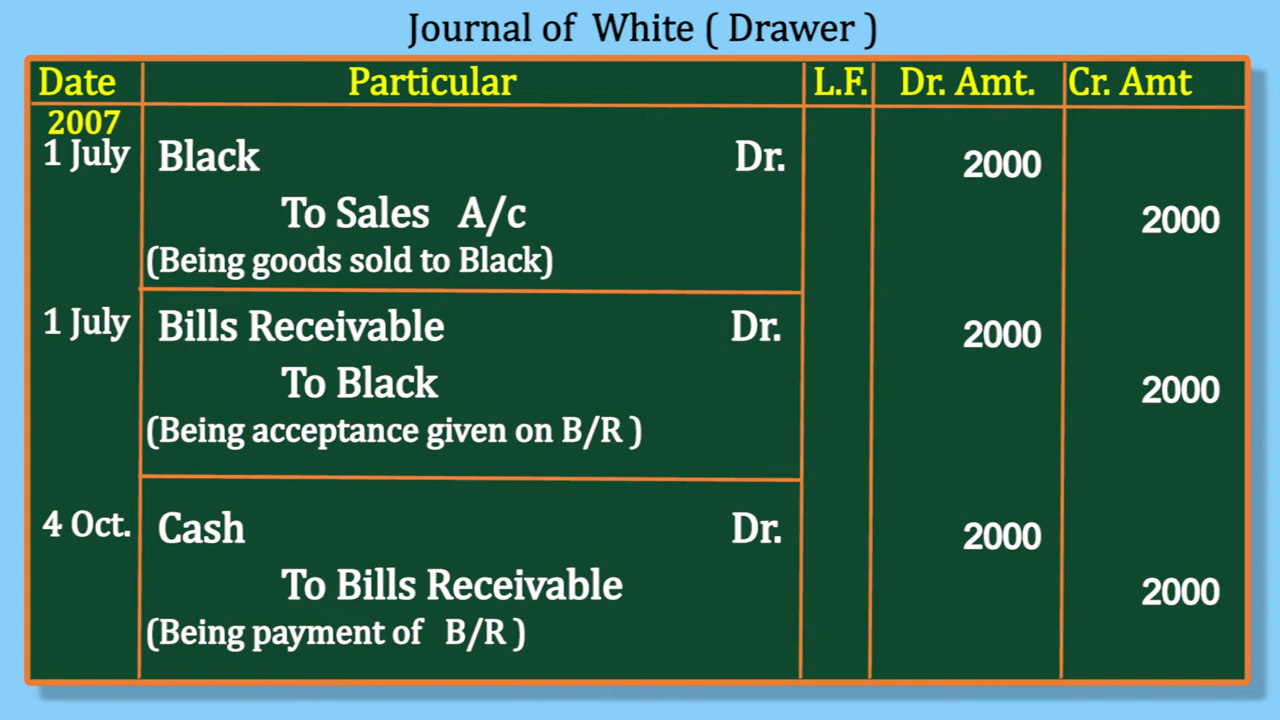 Journal of White ( Drawer )
Date Particular L.F. Dr. Amt. Cr. Amt
2007
1 July Black Dr. 2000
To Sales A/c 2000
(Being goods sold to Black)
1 July Bills Receivable Dr. 2000
To Black 2000
(Being acceptance given on B/R )
4 Oct. Cash Dr. 2000
To Bills Receivable 2000
(Being payment of B/R )